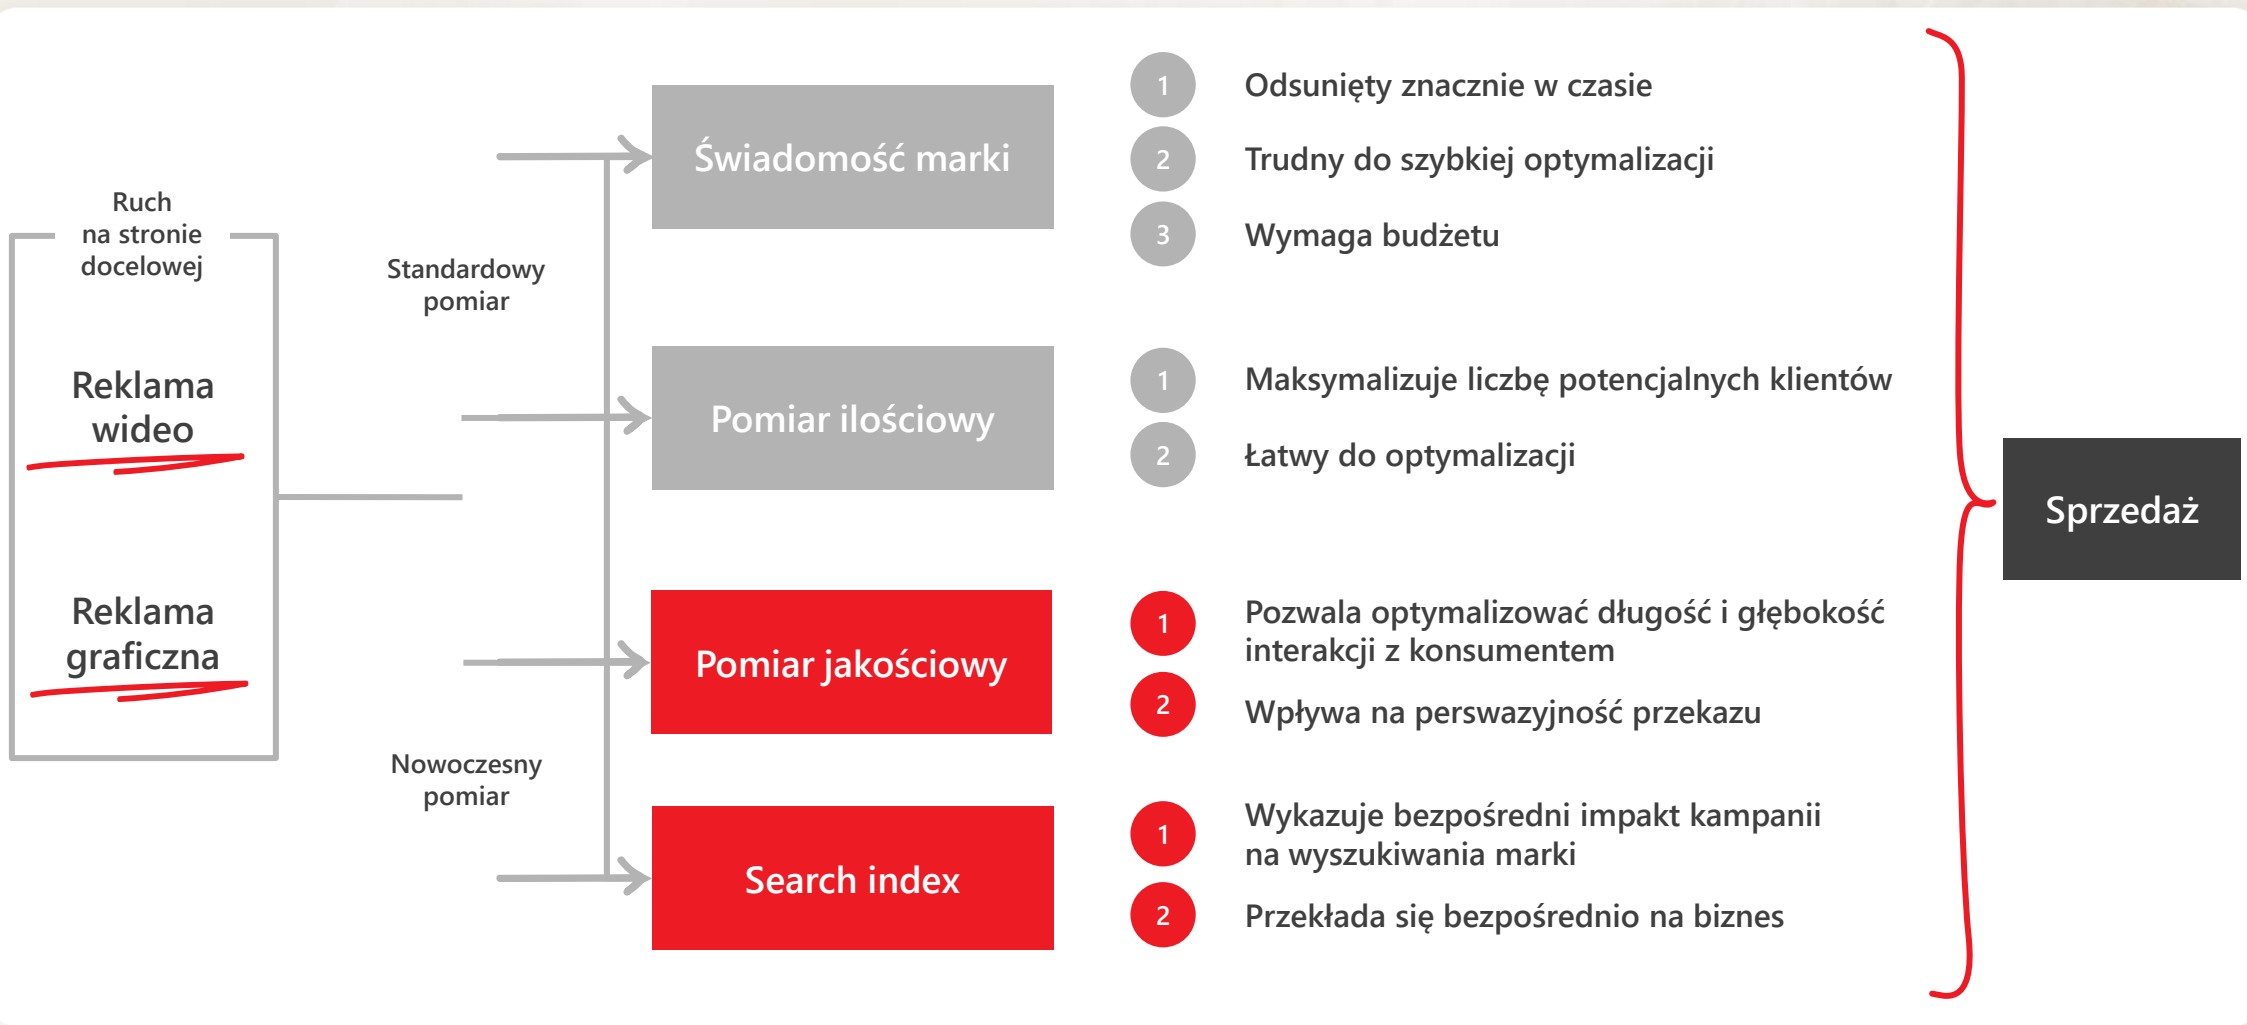 Ruch
na stronie
docelowej
Reklama
wideo
Reklama
graficzna
Standardowy
pomiar
Nowoczesny
pomiar
Świadomość marki
1 Odsunięty znacznie w czasie
2 Trudny do szybkiej optymalizacji
3 Wymaga budżetu
Pomiar ilościowy
1 Maksymalizuje liczbę potencjalnych klientów
2 Łatwy do optymalizacji
Pomiar jakościowy
1 Pozwala optymalizować długość i głębokość
interakcji z konsumentem
2 Wpływa na perswazyjność przekazu
Search index
1 Wykazuje bezpośredni impakt kampanii
na wyszukiwania marki
2 Przekłada się bezpośrednio na biznes
Sprzedaż